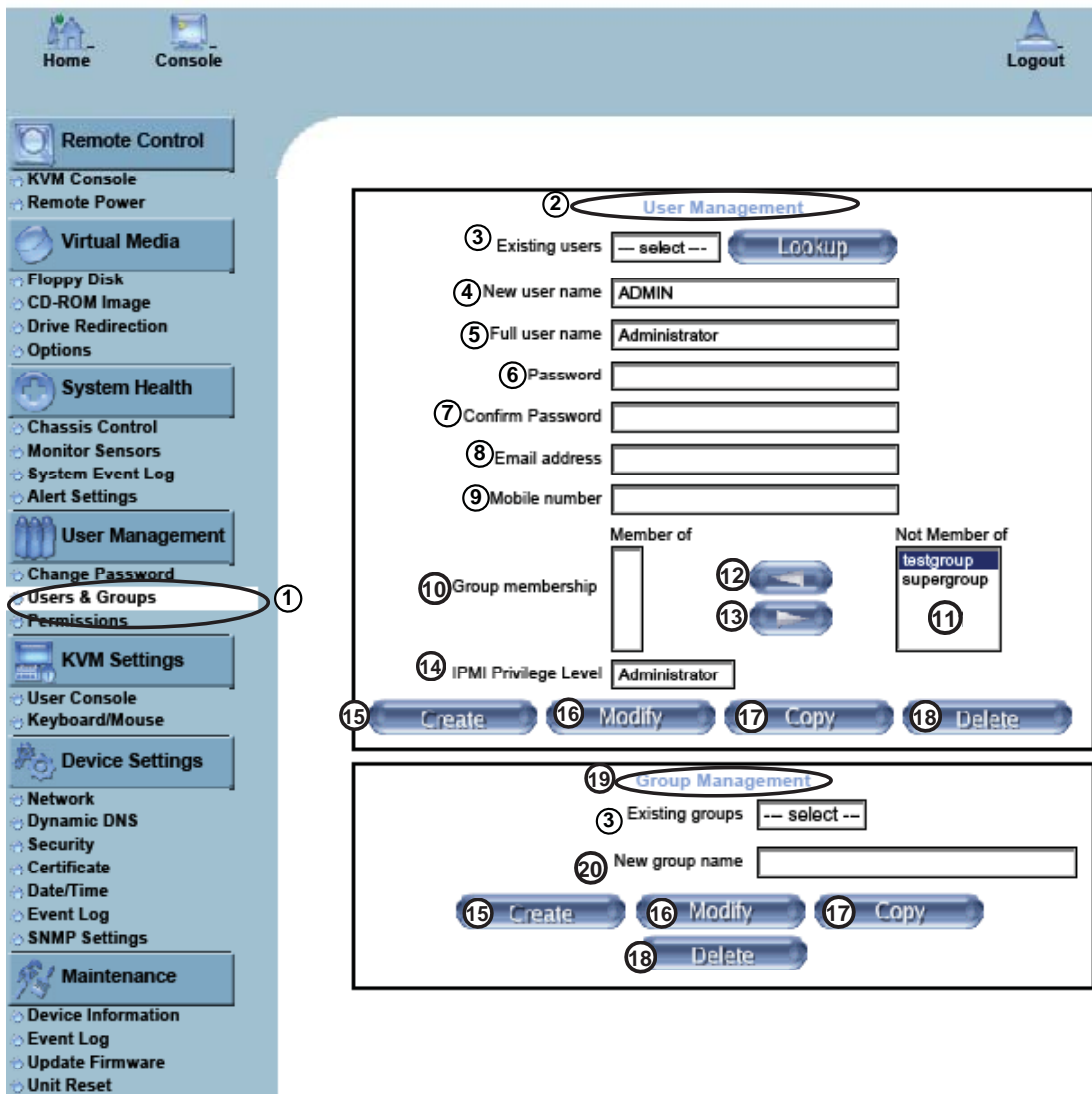 Home
Console
Logout
Remote Control
KVM Console
Remote Power
Virtual Media
Floppy Disk
CD-ROM Image
Drive Redirection
Options
System Health
Chassis Control
Monitor Sensors
System Event Log
Alert Settings
User Management
Change Password
Users & Groups
1
Permissions
KVM Settings
User Console
Keyboard/Mouse
Device Settings
Network
Dynamic DNS
Security
Certificate
Date/Time
Event Log
SNMP Settings
Maintenance
Device Information
Event Log
Update Firmware
Unit Reset
2 User Management
3 Existing users --- select --- Lookup
4 New user name ADMIN
5 Full user name Administrator
6 Password
7 Confirm Password
8 Email address
9 Mobile number
Member of Not Member of
10 Group membership
12
13
testgroup
supergroup
11
14 IPMI Privilege Level Administrator
15 Create 16 Modify 17 Copy 18 Delete
19 Group Management
3 Existing groups --- select ---
20 New group name
15 Create 16 Modify 17 Copy
18 Delete